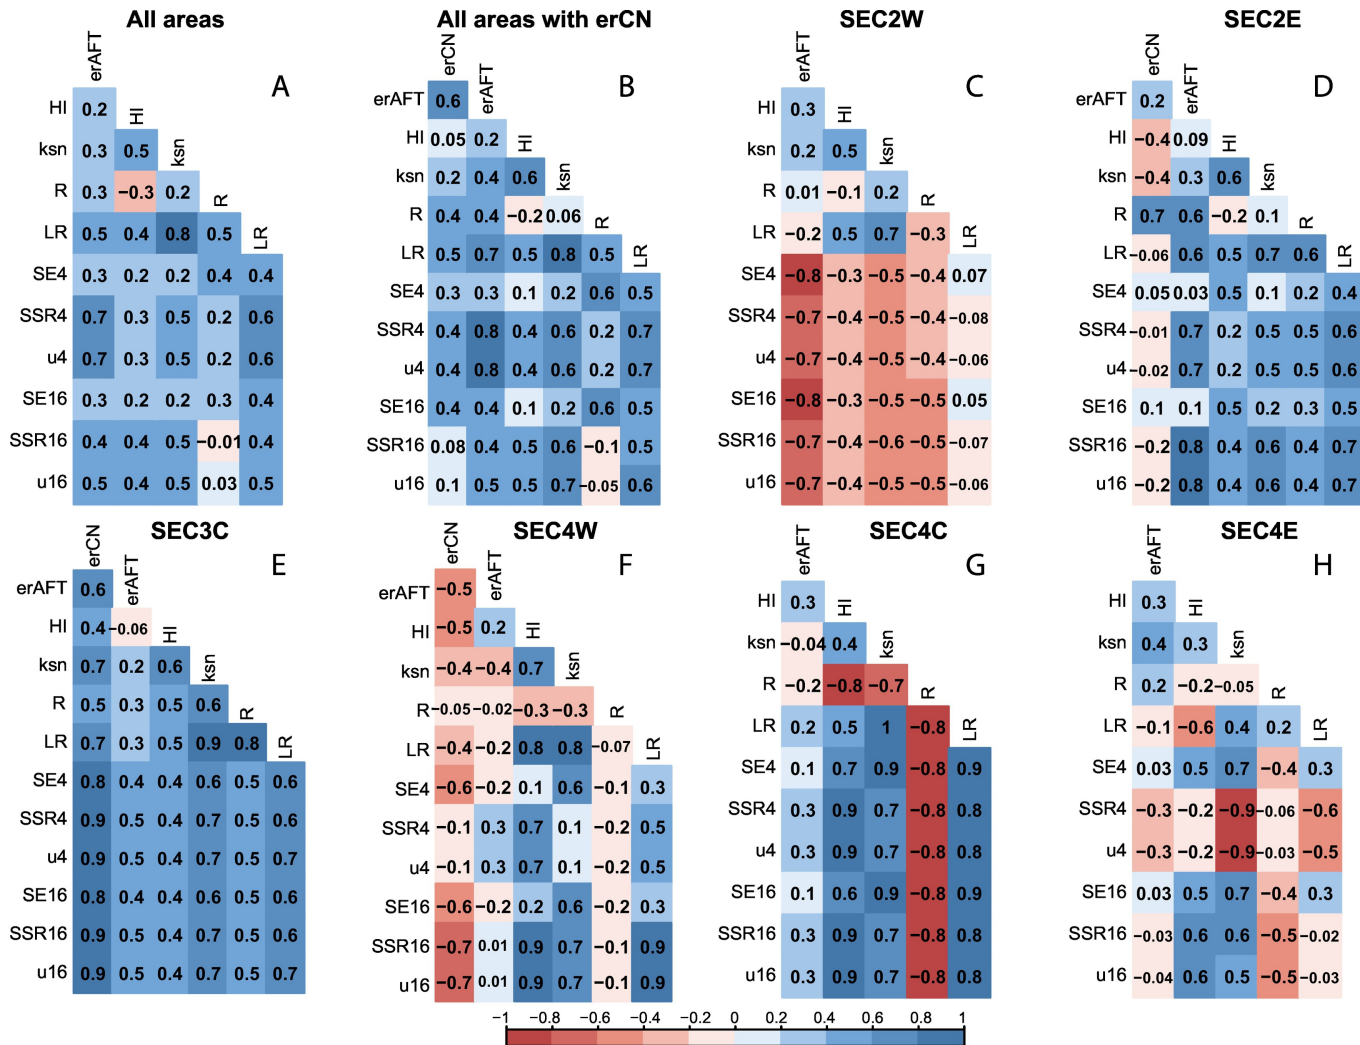 All areas
All areas with erCN
SEC2W
SEC2E
A
erAFT
HI 0.2 HI
ksn 0.3 0.5 ksn
R 0.3 −0.3 0.2 R
LR 0.5 0.4 0.8 0.5 LR
SE4 0.3 0.2 0.2 0.4 0.4
SSR4 0.7 0.3 0.5 0.2 0.6
u4 0.7 0.3 0.5 0.2 0.6
SE16 0.3 0.2 0.2 0.3 0.4
SSR16 0.4 0.4 0.5 −0.01 0.4
u16 0.5 0.4 0.5 0.03 0.5
B
erCN
erAFT 0.6 erAFT
HI 0.05 0.2 HI
ksn 0.2 0.4 0.6 ksn
R 0.4 0.4 −0.2 0.06 R
LR 0.5 0.7 0.5 0.8 0.5 LR
SE4 0.3 0.3 0.1 0.2 0.6 0.5
SSR4 0.4 0.8 0.4 0.6 0.2 0.7
u4 0.4 0.8 0.4 0.6 0.2 0.7
SE16 0.4 0.4 0.1 0.2 0.6 0.5
SSR16 0.08 0.4 0.5 0.6 −0.1 0.5
u16 0.1 0.5 0.5 0.7 −0.05 0.6
C
erAFT
HI 0.3 HI
ksn 0.2 0.5 ksn
R 0.01 −0.1 0.2 R
LR −0.2 0.5 0.7 −0.3 LR
SE4 −0.8 −0.3 −0.5 −0.4 0.07
SSR4 −0.7 −0.4 −0.5 −0.4 −0.08
u4 −0.7 −0.4 −0.5 −0.4 −0.06
SE16 −0.8 −0.3 −0.5 −0.5 0.05
SSR16 −0.7 −0.4 −0.6 −0.5 −0.07
u16 −0.7 −0.4 −0.5 −0.5 −0.06
D
erCN
erAFT 0.2 erAFT
HI −0.4 0.09 HI
ksn −0.4 0.3 0.6 ksn
R 0.7 0.6 −0.2 0.1 R
LR −0.06 0.6 0.5 0.7 0.6 LR
SE4 0.05 0.03 0.5 0.1 0.2 0.4
SSR4 −0.01 0.7 0.2 0.5 0.5 0.6
u4 −0.02 0.7 0.2 0.5 0.5 0.6
SE16 0.1 0.1 0.5 0.2 0.3 0.5
SSR16 −0.2 0.8 0.4 0.6 0.4 0.7
u16 −0.2 0.8 0.4 0.6 0.4 0.7
SEC3C
SEC4W
SEC4C
SEC4E
E
erCN
erAFT 0.6 erAFT
HI 0.4 −0.06 HI
ksn 0.7 0.2 0.6 ksn
R 0.5 0.3 0.5 0.6 R
LR 0.7 0.3 0.5 0.9 0.8 LR
SE4 0.8 0.4 0.4 0.6 0.5 0.6
SSR4 0.9 0.5 0.4 0.7 0.5 0.6
u4 0.9 0.5 0.4 0.7 0.5 0.7
SE16 0.8 0.4 0.4 0.6 0.5 0.6
SSR16 0.9 0.5 0.4 0.7 0.5 0.6
u16 0.9 0.5 0.4 0.7 0.5 0.7
F
erCN
erAFT −0.5 erAFT
HI −0.5 0.2 HI
ksn −0.4 −0.4 0.7 ksn
R −0.05 −0.02 −0.3 −0.3 R
LR −0.4 −0.2 0.8 0.8 −0.07 LR
SE4 −0.6 −0.2 0.1 0.6 −0.1 0.3
SSR4 −0.1 0.3 0.7 0.1 −0.2 0.5
u4 −0.1 0.3 0.7 0.1 −0.2 0.5
SE16 −0.6 −0.2 0.2 0.6 −0.2 0.3
SSR16 −0.7 0.01 0.9 0.7 −0.1 0.9
u16 −0.7 0.01 0.9 0.7 −0.1 0.9
G
erAFT
HI 0.3 HI
ksn −0.04 0.4 ksn
R −0.2 −0.8 −0.7 R
LR 0.2 0.5 1 −0.8 LR
SE4 0.1 0.7 0.9 −0.8 0.9
SSR4 0.3 0.9 0.7 −0.8 0.8
u4 0.3 0.9 0.7 −0.8 0.8
SE16 0.1 0.6 0.9 −0.8 0.9
SSR16 0.3 0.9 0.7 −0.8 0.8
u16 0.3 0.9 0.7 −0.8 0.8
H
erAFT
HI 0.3 HI
ksn 0.4 0.3 ksn
R 0.2 −0.2 −0.05 R
LR −0.1 −0.6 0.4 0.2 LR
SE4 0.03 0.5 0.7 −0.4 0.3
SSR4 −0.3 −0.2 −0.9 −0.06 −0.6
u4 −0.3 −0.2 −0.9 −0.03 −0.5
SE16 0.03 0.5 0.7 −0.4 0.3
SSR16 −0.03 0.6 0.6 −0.5 −0.02
u16 −0.04 0.6 0.5 −0.5 −0.03
−1 −0.8 −0.6 −0.4 −0.2 0 0.2 0.4 0.6 0.8 1